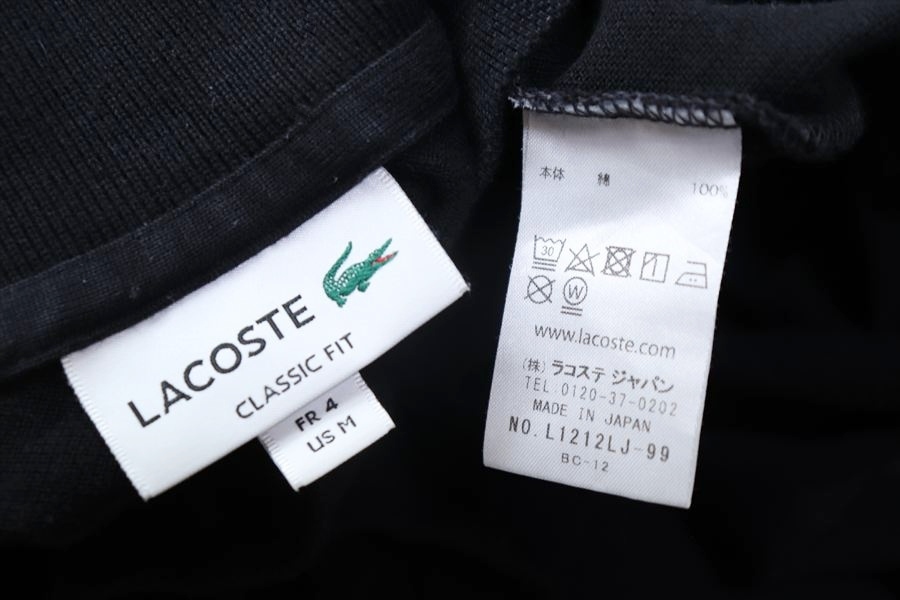 LACOSTE
CLASSIC FIT
FR 4
US M
本体 綿 100%
30
W
www.lacoste.com
(株) ラコステ ジャパン
TEL:0120-37-0202
MADE IN JAPAN
NO. L1212LJ-99
BC-12